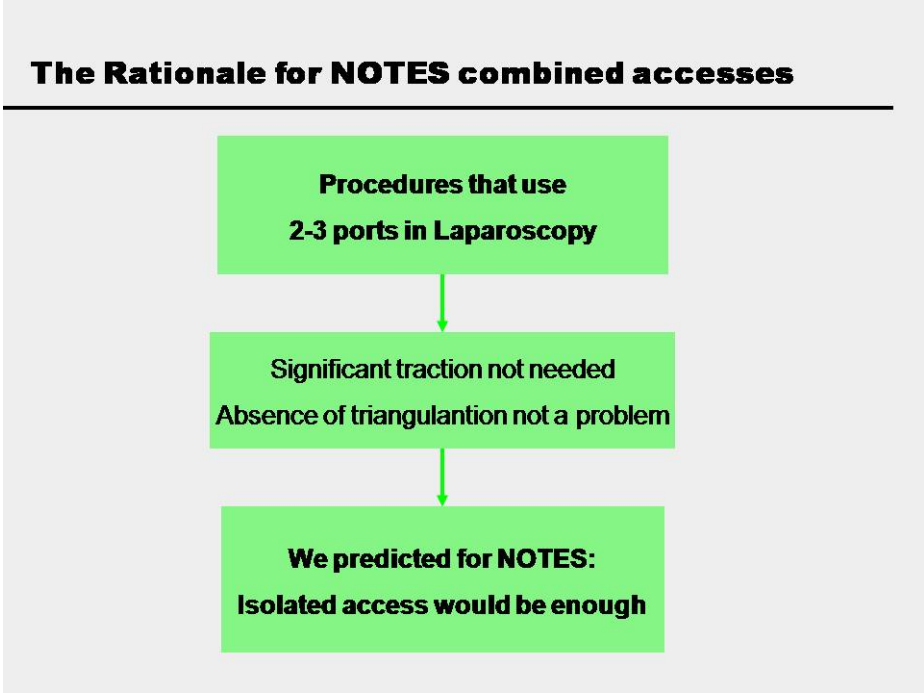 The Rationale for NOTES combined accesses
Procedures that use
2-3 ports in Laparoscopy
Significant traction not needed
Absence of triangulantion not a problem
We predicted for NOTES:
Isolated access would be enough